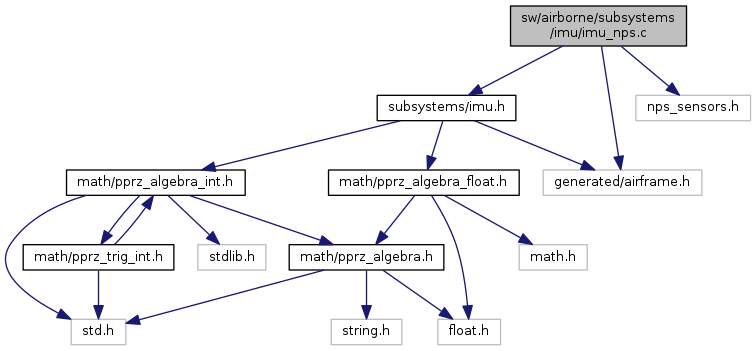 sw/airborne/subsystems
/imu/imu_nps.c
subsystems/imu.h
nps_sensors.h
math/pprz_algebra_int.h
math/pprz_algebra_float.h
generated/airframe.h
math/pprz_trig_int.h
stdlib.h
math/pprz_algebra.h
math.h
std.h
string.h
float.h